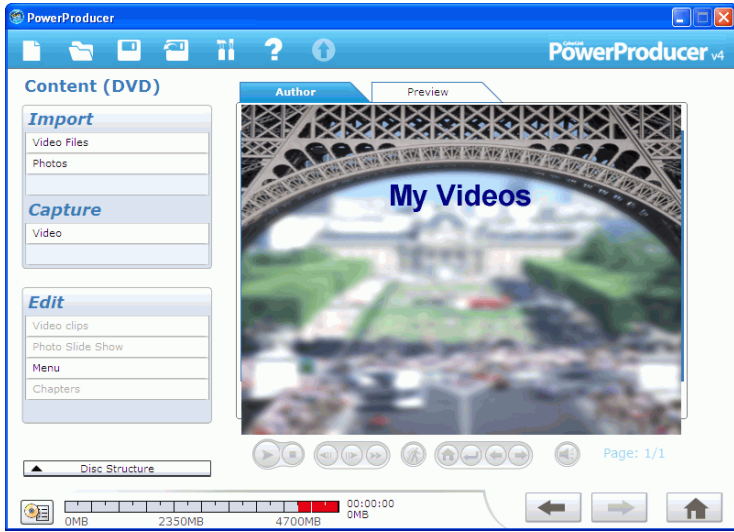 PowerProducer
CyberLink
PowerProducer v4
Content (DVD)
Author
Preview
Import
Video Files
Photos
Capture
Video
Edit
Video clips
Photo Slide Show
Menu
Chapters
My Videos
Page: 1/1
Disc Structure
00:00:00
0MB
0MB
2350MB
4700MB